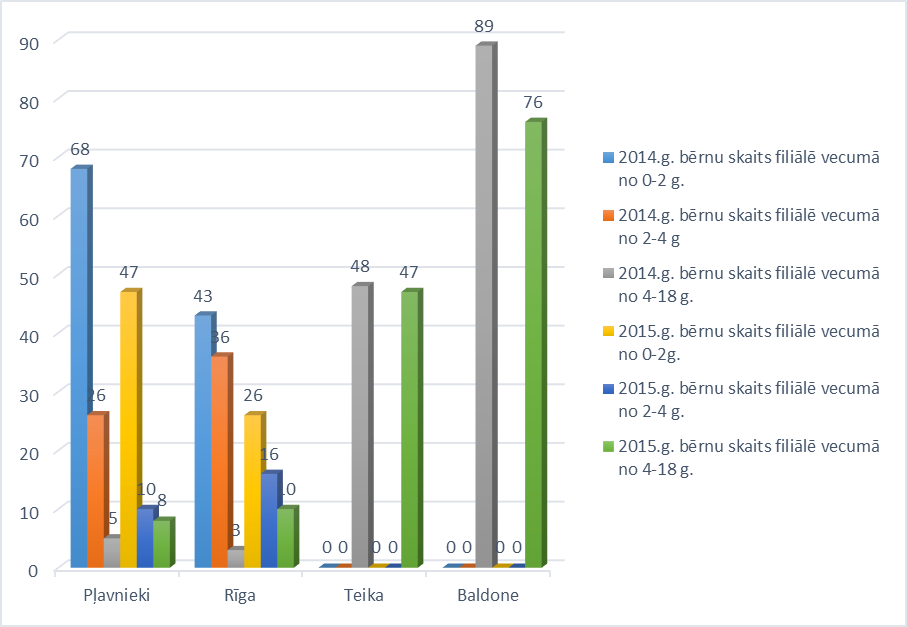 90
80
70
60
50
40
30
20
10
0
68
26
5
47
10
8
43
36
3
26
16
10
0
0
48
0
0
47
0
0
89
0
0
76
Pļavnieki
Rīga
Teika
Baldone
2014.g. bērnu skaits filiālē vecumā
no 0-2 g.
2014.g. bērnu skaits filiālē vecumā
no 2-4 g
2014.g. bērnu skaits filiālē vecumā
no 4-18 g.
2015.g. bērnu skaits filiālē vecumā
no 0-2g.
2015.g. bērnu skaits filiālē vecumā
no 2-4 g.
2015.g. bērnu skaits filiālē vecumā
no 4-18 g.